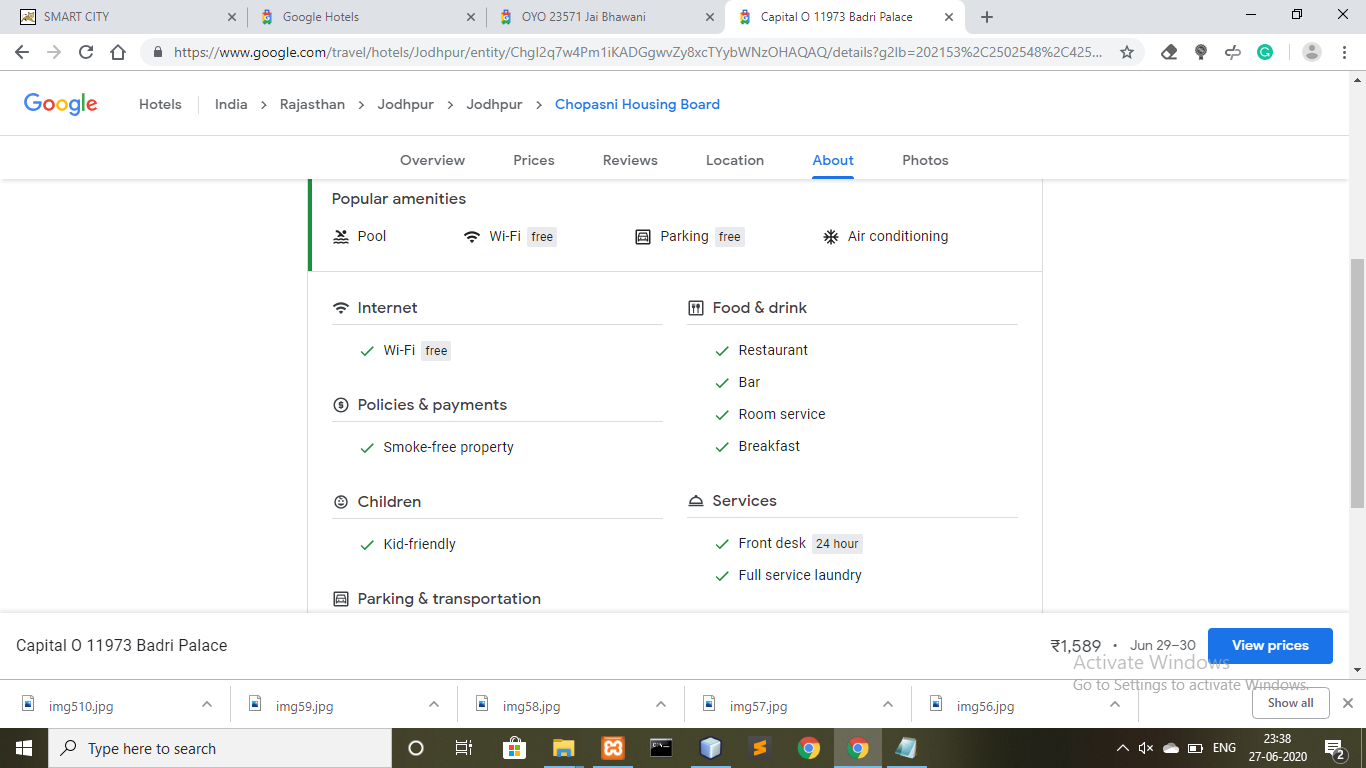 SMART CITY
Google Hotels
OYO 23571 Jai Bhawani
Capital O 11973 Badri Palace
https://www.google.com/travel/hotels/Jodhpur/entity/ChgI2q7w4Pm1iKADGgwvZy8xcTYybWNzOHAQAQ/details?g2lb=202153%2C2502548%2C425...
Google
Hotels
India > Rajasthan > Jodhpur > Jodhpur > Chopasni Housing Board
Overview Prices Reviews Location About Photos
Popular amenities
Pool Wi-Fi free Parking free Air conditioning
Internet
Wi-Fi free
Policies & payments
Smoke-free property
Children
Kid-friendly
Parking & transportation
Food & drink
Restaurant
Bar
Room service
Breakfast
Services
Front desk 24 hour
Full service laundry
Capital O 11973 Badri Palace
₹1,589 • Jun 29–30
View prices
Activate Windows
Go to Settings to activate Windows.
img510.jpg
img59.jpg
img58.jpg
img57.jpg
img56.jpg
Show all
Type here to search
ENG
23:38
27-06-2020
2